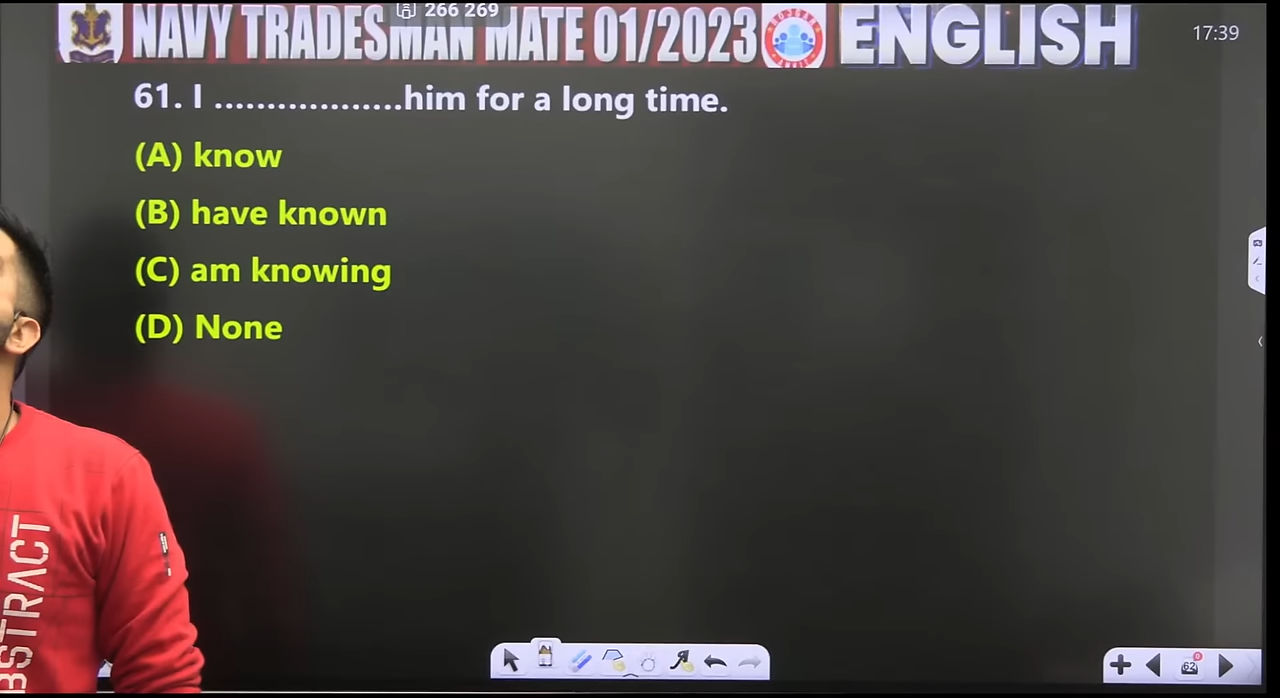 266 269
NAVY TRADESMAN MATE 01/2023 ENGLISH
17:39
61. I ..................him for a long time.
(A) know
(B) have known
(C) am knowing
(D) None
BSTRACT
62